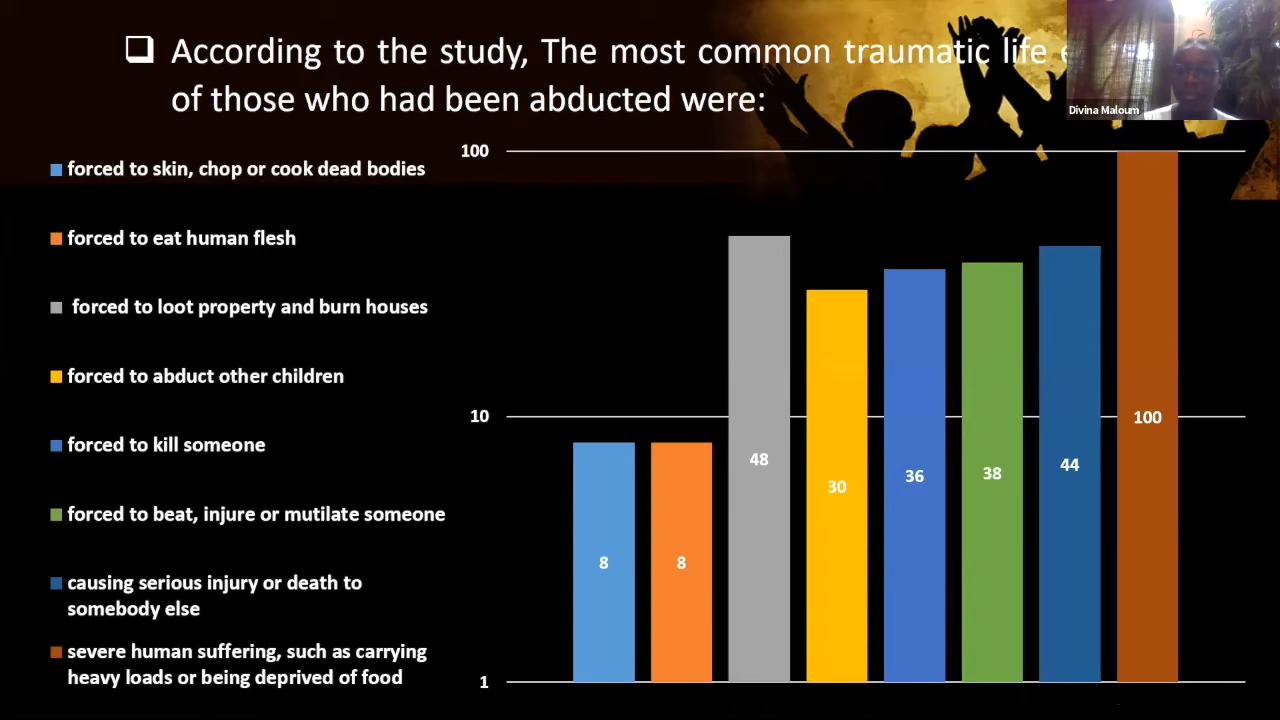 According to the study, The most common traumatic life
of those who had been abducted were:
Divina Maloum
forced to skin, chop or cook dead bodies
forced to eat human flesh
forced to loot property and burn houses
forced to abduct other children
forced to kill someone
forced to beat, injure or mutilate someone
causing serious injury or death to
somebody else
severe human suffering, such as carrying
heavy loads or being deprived of food
100
10
1
8
8
48
30
36
38
44
100